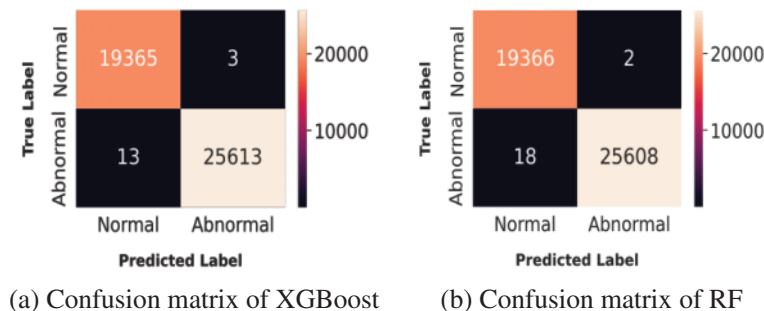 True Label
Normal
Abnormal
19365
3
13
25613
20000
10000
Normal
Abnormal
Predicted Label
(a) Confusion matrix of XGBoost
True Label
Normal
Abnormal
19366
2
18
25608
20000
10000
Normal
Abnormal
Predicted Label
(b) Confusion matrix of RF